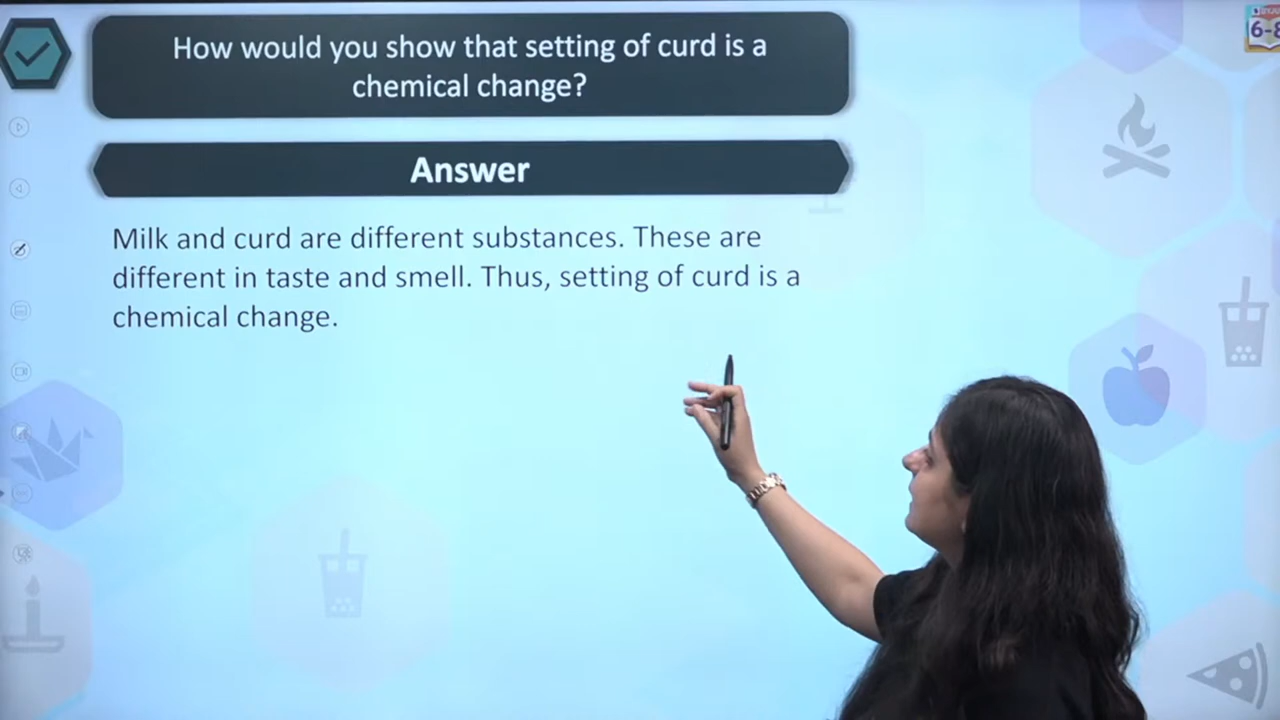 How would you show that setting of curd is a
chemical change?
6-8
Answer
Milk and curd are different substances. These are
different in taste and smell. Thus, setting of curd is a
chemical change.